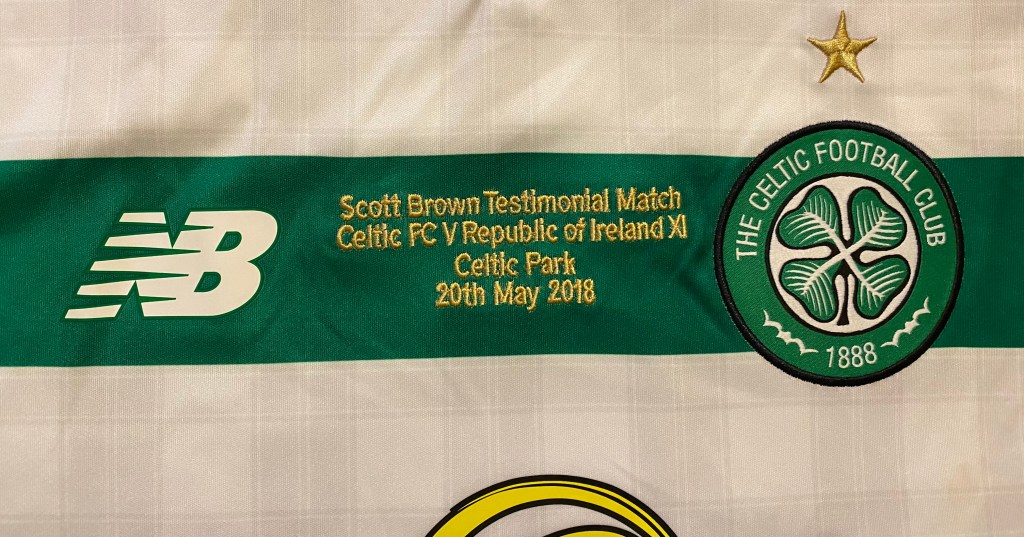 NB
Scott Brown Testimonial Match
Celtic FC V Republic of Ireland XI
Celtic Park
20th May 2018
THE CELTIC FOOTBALL CLUB
1888